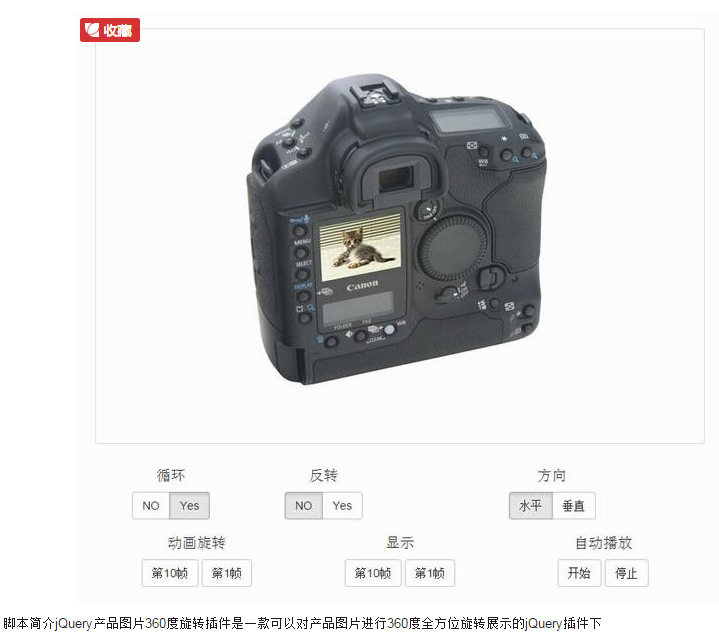 收藏
MENU
SELECT
DISPLAY
Canon
FOLDER
WB
循环 反转 方向
NO Yes NO Yes 水平 垂直
动画旋转 显示 自动播放
第10帧 第1帧 第10帧 第1帧 开始 停止
脚本简介jQuery产品图片360度旋转插件是一款可以对产品图片进行360度全方位旋转展示的jQuery插件下